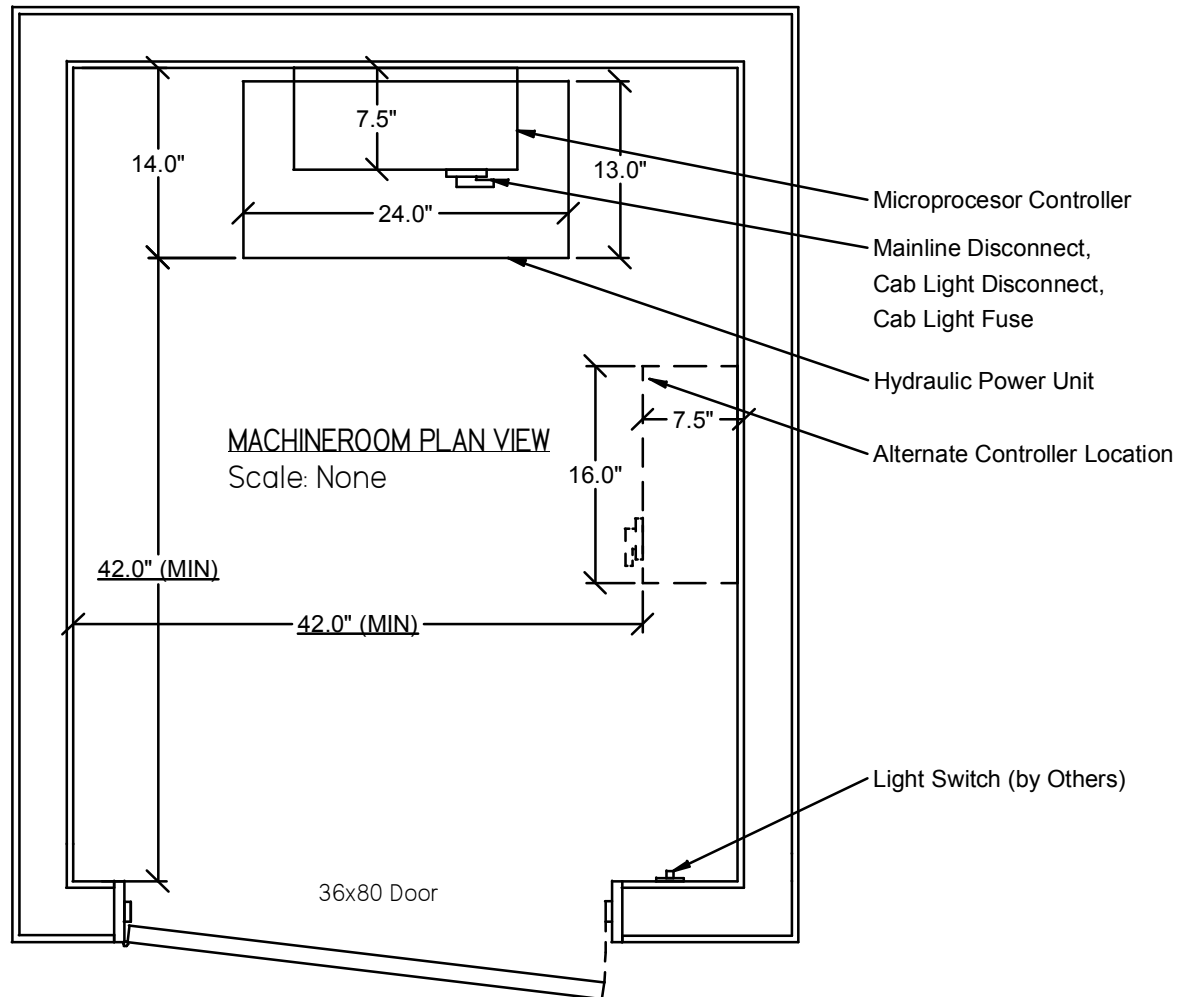 7.5"
14.0"
13.0"
24.0"
Microprocesor Controller
Mainline Disconnect,
Cab Light Disconnect,
Cab Light Fuse
Hydraulic Power Unit
7.5"
MACHINEROOM PLAN VIEW
Scale: None
16.0"
Alternate Controller Location
42.0" (MIN)
42.0" (MIN)
Light Switch (by Others)
36x80 Door